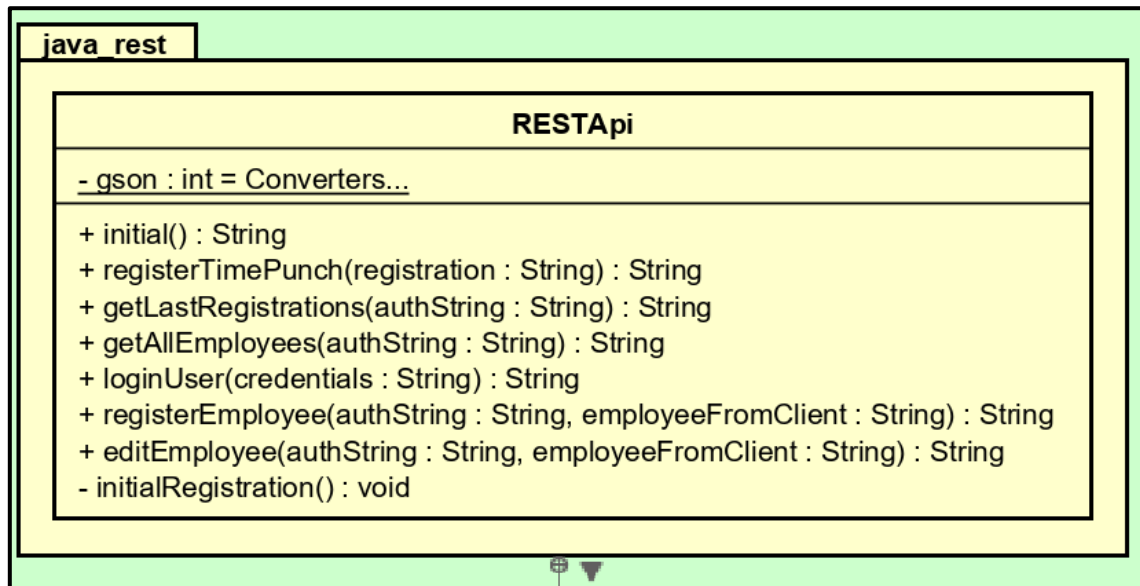 java_rest
RESTApi
- gson : int = Converters...
+ initial() : String
+ registerTimePunch(registration : String) : String
+ getLastRegistrations(authString : String) : String
+ getAllEmployees(authString : String) : String
+ loginUser(credentials : String) : String
+ registerEmployee(authString : String, employeeFromClient : String) : String
+ editEmployee(authString : String, employeeFromClient : String) : String
- initialRegistration() : void